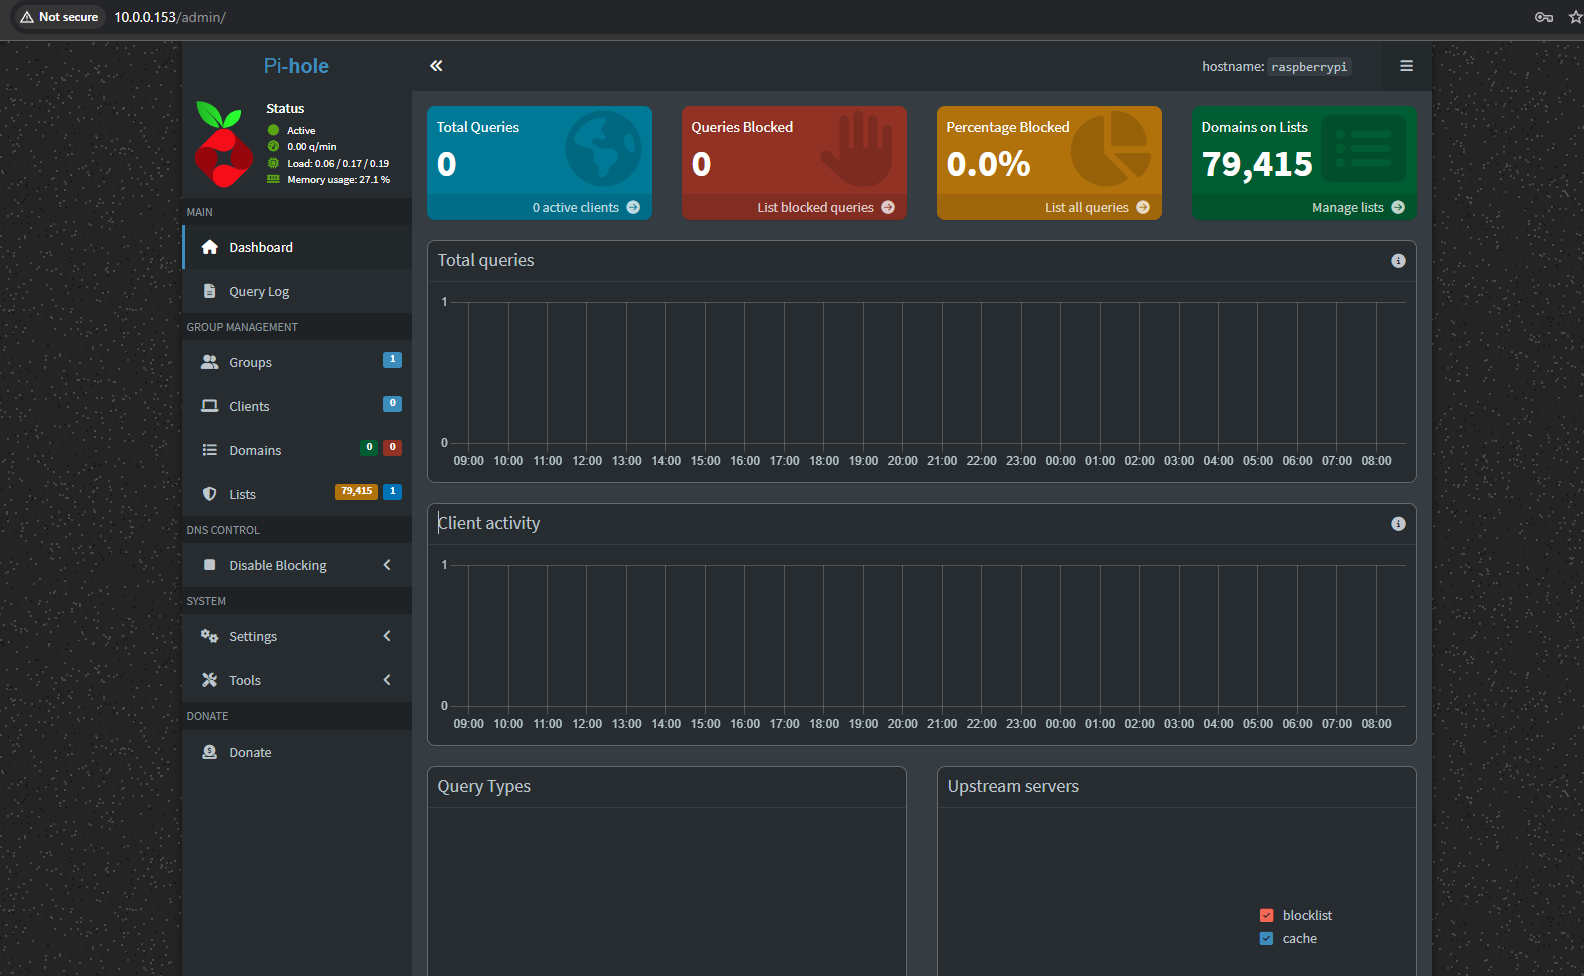 Not secure
10.0.0.153/admin/
Pi-hole
hostname: raspberrypi
Status
Active
0.00 q/min
Load: 0.06 / 0.17 / 0.19
Memory usage: 27.1 %
MAIN
Dashboard
Query Log
GROUP MANAGEMENT
Groups 1
Clients 0
Domains 0 0
Lists 79,415 1
DNS CONTROL
Disable Blocking
SYSTEM
Settings
Tools
DONATE
Donate
Total Queries
0
0 active clients
Queries Blocked
0
List blocked queries
Percentage Blocked
0.0%
List all queries
Domains on Lists
79,415
Manage lists
Total queries
1
0
09:00 10:00 11:00 12:00 13:00 14:00 15:00 16:00 17:00 18:00 19:00 20:00 21:00 22:00 23:00 00:00 01:00 02:00 03:00 04:00 05:00 06:00 07:00 08:00
Client activity
1
0
09:00 10:00 11:00 12:00 13:00 14:00 15:00 16:00 17:00 18:00 19:00 20:00 21:00 22:00 23:00 00:00 01:00 02:00 03:00 04:00 05:00 06:00 07:00 08:00
Query Types
Upstream servers
blocklist
cache